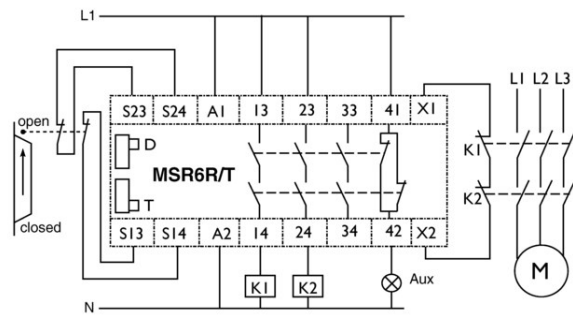 L1
S23 S24 A1 13 23 33 41 X1
L1 L2 L3
open
D
K1
MSR6R/T
T
K2
closed
S13 S14 A2 14 24 34 42 X2
K1 K2 Aux
M
N